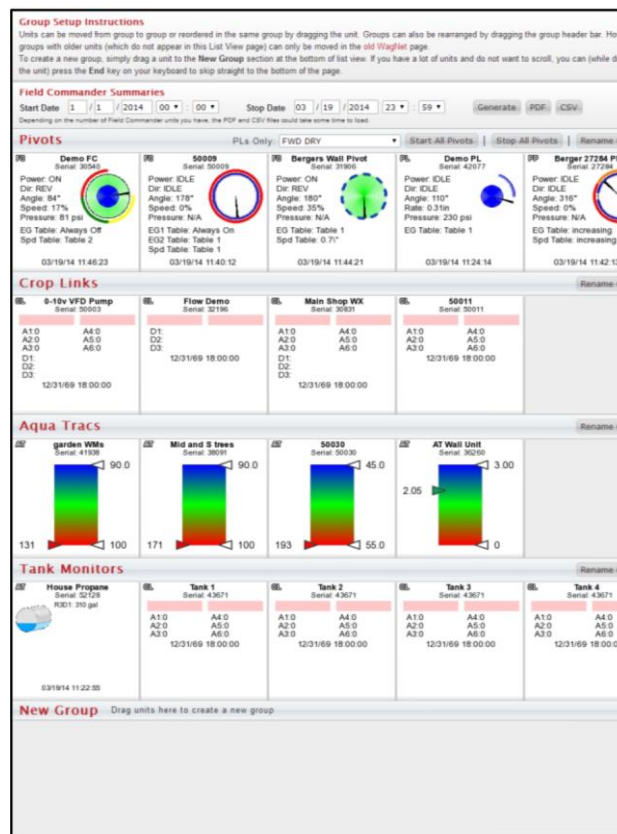 Group Setup Instructions
Units can be moved from group to group or reordered in the same group by dragging the unit. Groups can also be rearranged by dragging the group header bar. Ho
groups with older units (which do not appear in this List View page) can only be moved in the old WagNet page.
To create a new group, simply drag a unit to the New Group section at the bottom of list view. If you have a lot of units and do not want to scroll, you can (while d
the unit) press the End key on your keyboard to skip straight to the bottom of the page.
Field Commander Summaries
Start Date 1 / 1 / 2014 00 : 00 Stop Date 03 / 19 / 2014 23 : 59 Generate PDF CSV
Depending on the number of Field Commander units you have, the PDF and CSV files could take some time to load.
Pivots PLs Only: FWD DRY Start All Pivots | Stop All Pivots | Rename
Demo FC
Serial: 30540
Power: ON
Dir: REV
Angle: 84°
Speed: 17%
Pressure: 81 psi
EG Table: Always Off
Spd Table: Table 2
03/19/14 11:46:23
50009
Serial: 50009
Power: IDLE
Dir: IDLE
Angle: 178°
Speed: 0%
Pressure: N/A
EG1 Table: Always On
EG2 Table: Table 1
Spd Table: Table 1
03/19/14 11:40:12
Bergers Wall Pivot
Serial: 31906
Power: ON
Dir: REV
Angle: 180°
Speed: 35%
Pressure: N/A
EG Table: Table 1
Spd Table: 0.7\"
03/19/14 11:44:21
PL Demo PL
Serial: 42077
Power: IDLE
Dir: IDLE
Angle: 110°
Rate: 0.31in
Pressure: 230 psi
EG Table: Table 1
03/19/14 11:24:14
PP Berger 27284 P
Serial: 27284
Power: IDLE
Dir: IDLE
Angle: 316°
Speed: 0%
Pressure: N/A
EG Table: increasing
Spd Table: increasing
03/19/14 11:42:13
Crop Links Rename
0-10v VFD Pump
Serial: 50003
A1:0 A4:0
A2:0 A5:0
A3:0 A6:0
D1:
D2:
D3:
12/31/69 18:00:00
Flow Demo
Serial: 32196
D1:
D2:
D3:
12/31/69 18:00:00
Main Shop WX
Serial: 30831
A1:0 A4:0
A2:0 A5:0
A3:0 A6:0
D1:
D2:
D3:
12/31/69 18:00:00
50011
Serial: 50011
A1:0 A4:0
A2:0 A5:0
A3:0 A6:0
12/31/69 18:00:00
Aqua Tracs Rename
garden WMs
Serial: 41938
90.0
131 100
Mid and S trees
Serial: 38091
90.0
171 100
50030
Serial: 50030
45.0
193 55.0
AT Wall Unit
Serial: 36260
3.00
2.05
0
Tank Monitors Rename
House Propane
Serial: 52128
R3D1: 310 gal
03/19/14 11:22:55
Tank 1
Serial: 43671
A1:0 A4:0
A2:0 A5:0
A3:0 A6:0
12/31/69 18:00:00
Tank 2
Serial: 43671
A1:0 A4:0
A2:0 A5:0
A3:0 A6:0
12/31/69 18:00:00
Tank 3
Serial: 43671
A1:0 A4:0
A2:0 A5:0
A3:0 A6:0
12/31/69 18:00:00
Tank 4
Serial: 43671
A1:0 A4:0
A2:0 A5:0
A3:0 A6:0
12/31/69 18:00:0
New Group Drag units here to create a new group